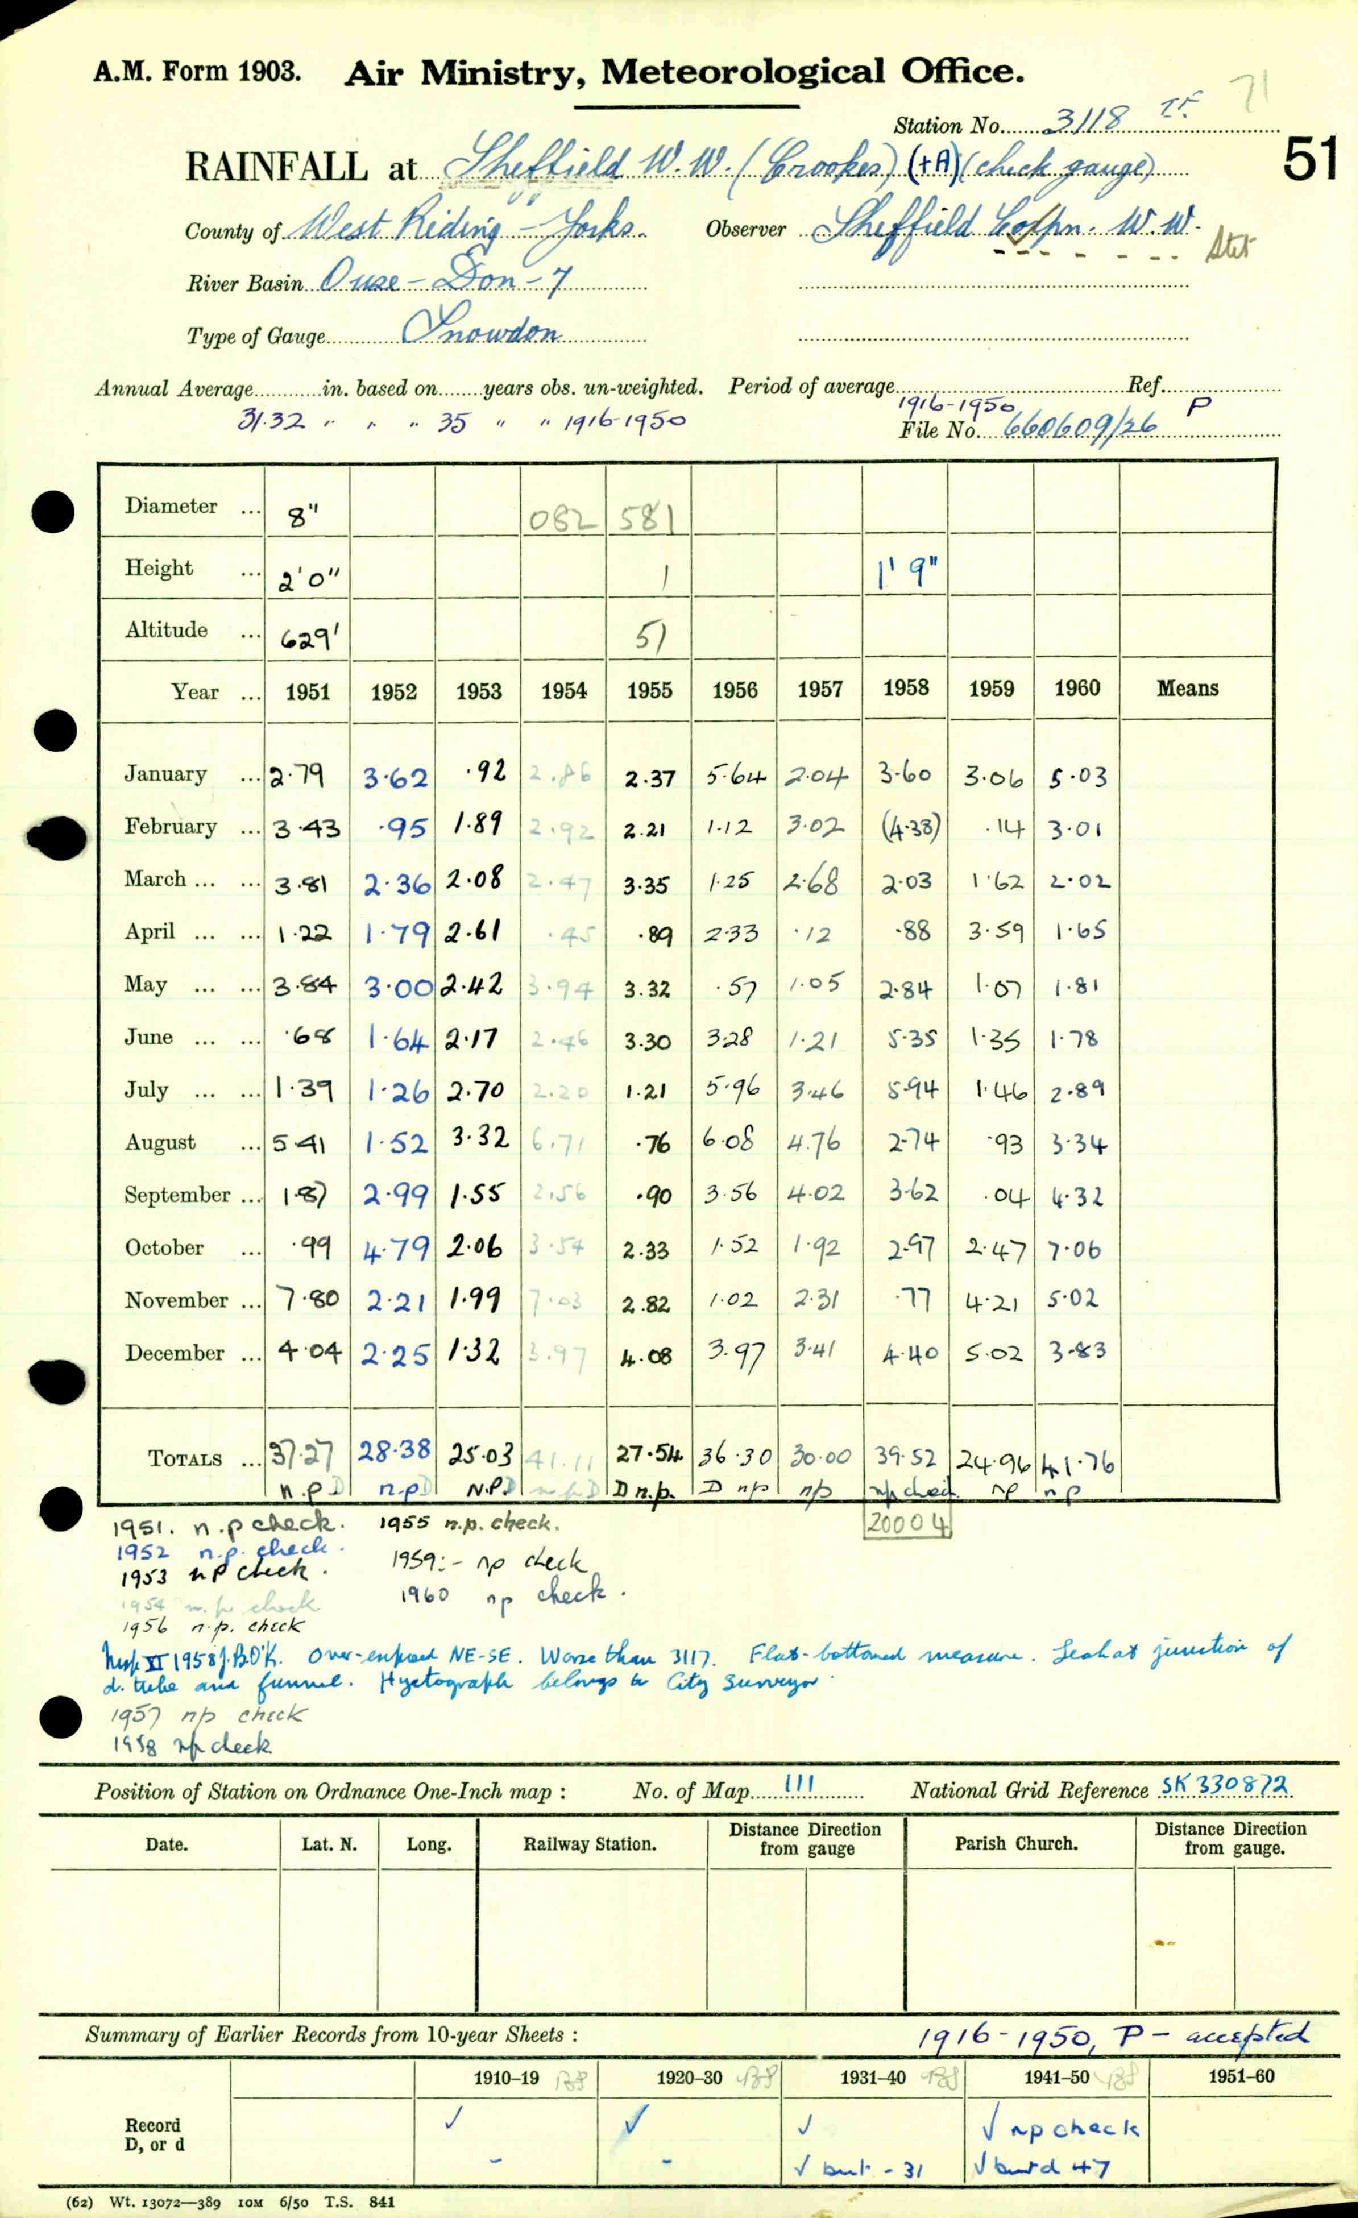 71
A.M. Form 1903. Air Ministry, Meteorological Office.
Station No. 3118
51
RAINFALL at Sheffield W.W. (Crookes) (+A) (check gauge)
County of West Riding - Yorks. Observer Sheffield Corpn. W.W. Stet
River Basin Ouse - Don - 7
Type of Gauge Snowdon
Annual Average in. based on years obs. un-weighted. Period of average Ref.
31.32 " " " 35 " " 1916-1950 1916-1950 P
File No. 660609/26
Diameter ... 8" 082 581
Height ... 2'0" 1 1' 9"
Altitude ... 629' 51
Year ... 1951 1952 1953 1954 1955 1956 1957 1958 1959 1960 Means
January ... 2.79 3.62 .92 2.86 2.37 5.64 2.04 3.60 3.06 5.03
February ... 3.43 .95 1.89 2.92 2.21 1.12 3.02 (4.38) .14 3.01
March ... ... 3.81 2.36 2.08 2.47 3.35 1.25 2.68 2.03 1.62 2.02
April ... ... 1.22 1.79 2.61 .45 .89 2.33 .12 .88 3.59 1.65
May ... ... 3.84 3.00 2.42 3.94 3.32 .57 1.05 2.84 1.07 1.81
June ... ... .68 1.64 2.17 2.46 3.30 3.28 1.21 5.35 1.35 1.78
July ... ... 1.39 1.26 2.70 2.20 1.21 5.96 3.46 5.94 1.46 2.89
August ... 5.41 1.52 3.32 6.71 .76 6.08 4.76 2.74 .93 3.34
September ... 1.87 2.99 1.55 2.56 .90 3.56 4.02 3.62 .04 4.32
October ... .99 4.79 2.06 3.54 2.33 1.52 1.92 2.97 2.47 7.06
November ... 7.80 2.21 1.99 7.03 2.82 1.02 2.31 .77 4.21 5.02
December ... 4.04 2.25 1.32 3.97 4.08 3.97 3.41 4.40 5.02 3.83
TOTALS ... 37.27 28.38 25.03 41.11 27.54 36.30 30.00 39.52 24.96 41.76
n.p D n.p D N.P.D n.p D D n.p. D np np np check np np
20004
1951. n.p check. 1955 n.p. check.
1952 n.p. check.
1953 n P check. 1959:- np check
1954 n.p. check 1960 np check.
1956 n.p. check
Insp. XI 1958 J.B.O'K. Over-exposed NE-SE. Worse than 3117. Flat-bottomed measure. Leak at junction of
d. tube and funnel. Hyetograph belongs to City Surveyor.
1957 np check
1958 np check
Position of Station on Ordnance One-Inch map : No. of Map 111 National Grid Reference SK 330872
Date. Lat. N. Long. Railway Station. Distance Direction from gauge Parish Church. Distance Direction from gauge.
Summary of Earlier Records from 10-year Sheets : 1916-1950, P - accepted
1910–19 1920–30 1931–40 1941–50 1951–60
Record ✓ ✓ ✓ ✓ np check
D, or d - - ✓ but - 31 ✓ but d 47
(62) Wt. 13072—389 10M 6/50 T.S. 841